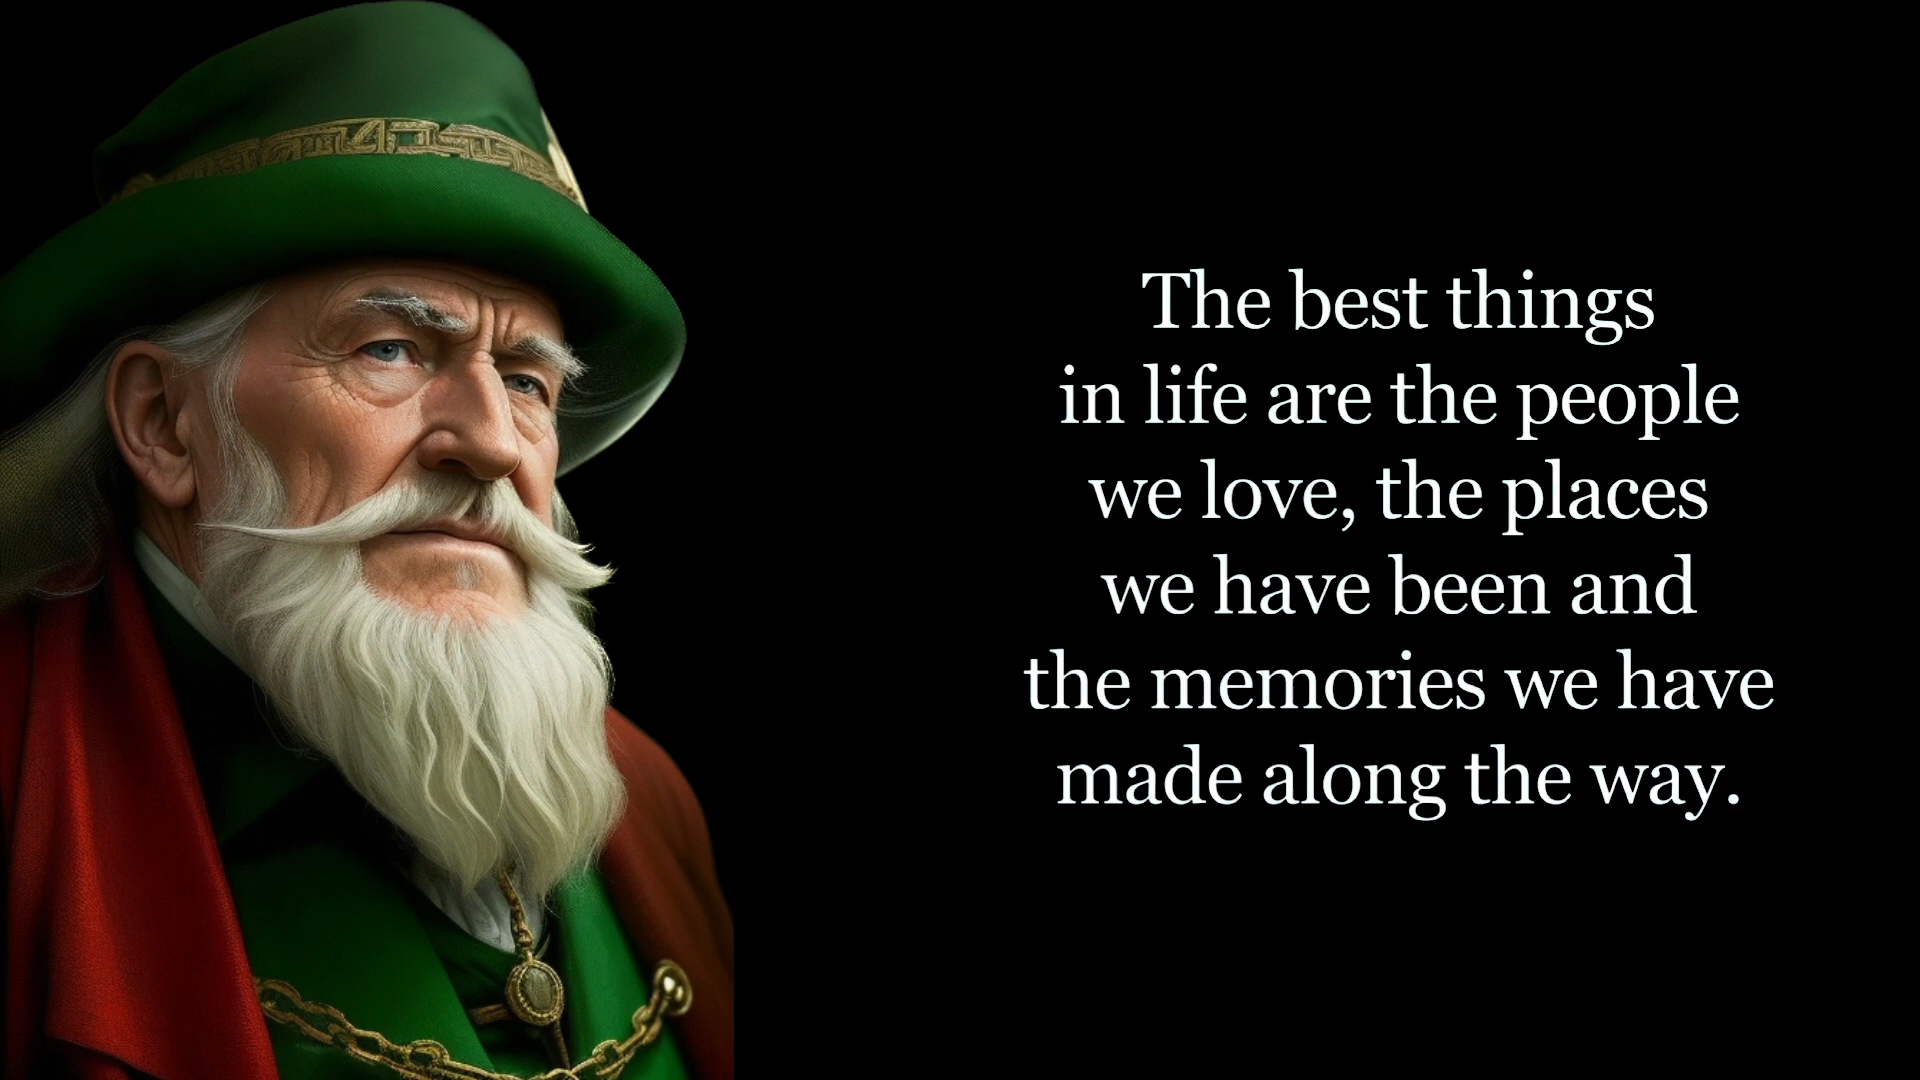 The best things
in life are the people
we love, the places
we have been and
the memories we have
made along the way.